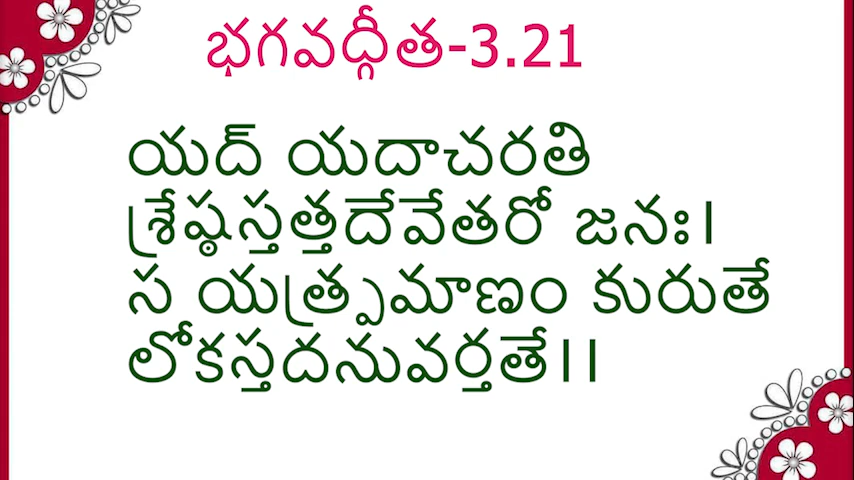 భగవద్గీత-3.21
యద్ యదాచరతి
శ్రేష్ఠస్తత్తదేవేతరో జనః।
స యత్ప్రమాణం కురుతే
లోకస్తదనువర్తతే।।